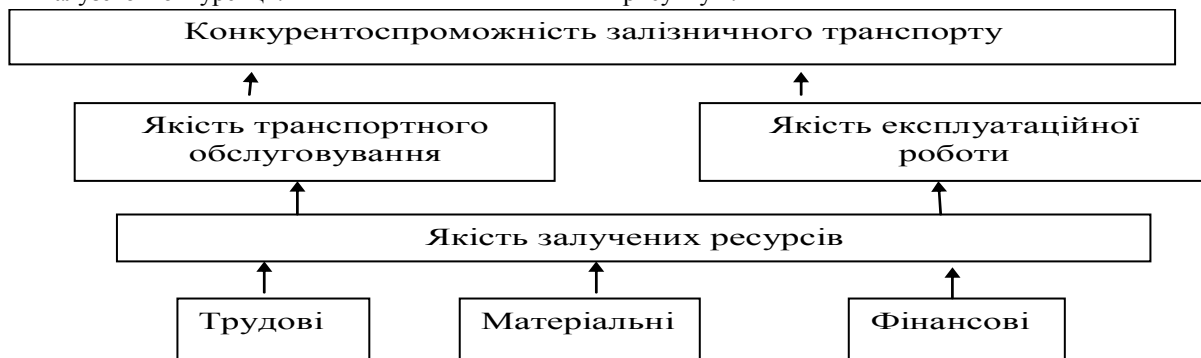 Конкурентоспроможність залізничного транспорту
Якість транспортного
обслуговування
Якість експлуатаційної
роботи
Якість залучених ресурсів
Трудові
Матеріальні
Фінансові